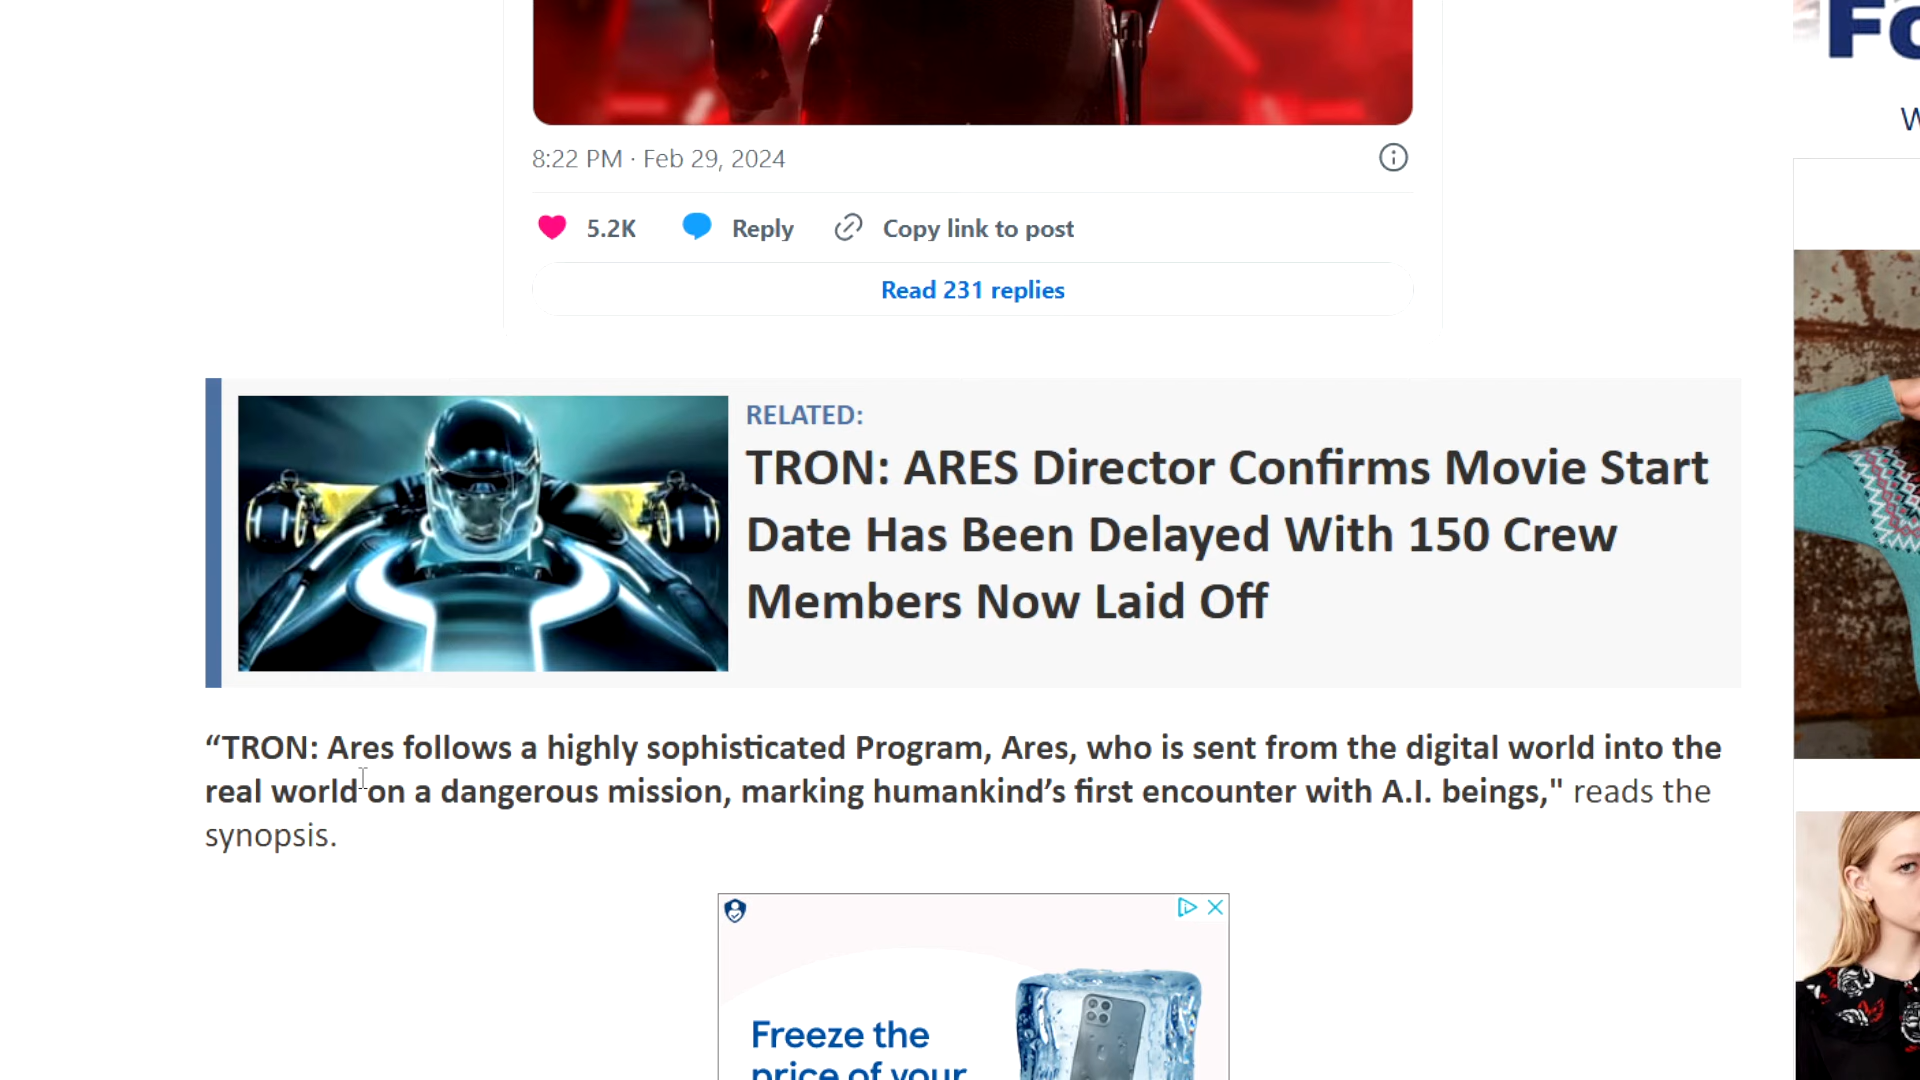 8:22 PM · Feb 29, 2024
5.2K Reply Copy link to post
Read 231 replies
RELATED:
TRON: ARES Director Confirms Movie Start
Date Has Been Delayed With 150 Crew
Members Now Laid Off
“TRON: Ares follows a highly sophisticated Program, Ares, who is sent from the digital world into the
real world on a dangerous mission, marking humankind’s first encounter with A.I. beings," reads the
synopsis.
Freeze the
price of your